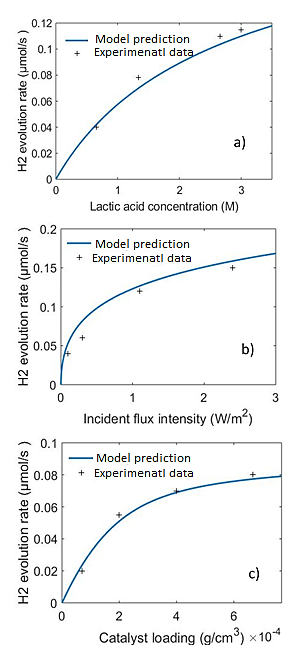 0.12
0.1
0.08
0.06
0.04
0.02
0
H2 evolution rate (μmol/s )
Model prediction
Experimenatl data
a)
0 1 2 3
Lactic acid concentration (M)
0.2
0.15
0.1
0.05
0
H2 evolution rate (μmol/s )
Model prediction
Experimenatl data
b)
0 1 2 3
Incident flux intensity (W/m²)
0.1
0.08
0.06
0.04
0.02
0
H2 evolution rate (μmol/s )
Model prediction
Experimenatl data
c)
0 2 4 6
Catalyst loading (g/cm³) ×10⁻⁴